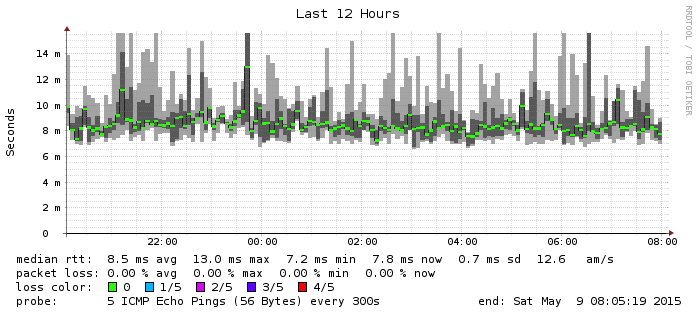 Last 12 Hours
RRDTOOL / TOBI OETIKER
Seconds
14 m
12 m
10 m
8 m
6 m
4 m
2 m
0
22:00 00:00 02:00 04:00 06:00 08:00
median rtt: 8.5 ms avg 13.0 ms max 7.2 ms min 7.8 ms now 0.7 ms sd 12.6 am/s
packet loss: 0.00 % avg 0.00 % max 0.00 % min 0.00 % now
loss color: 0 1/5 2/5 3/5 4/5
probe: 5 ICMP Echo Pings (56 Bytes) every 300s end: Sat May 9 08:05:19 2015